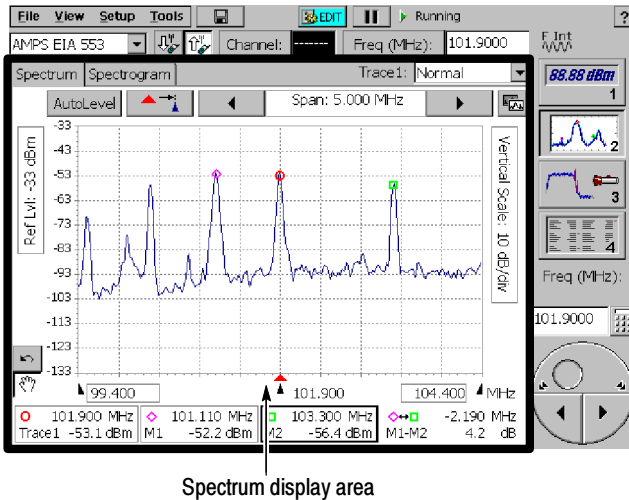 File View Setup Tools EDIT Running ?
AMPS EIA 553 Channel: ------- Freq (MHz): 101.9000 F Int
Spectrum Spectrogram Trace1: Normal
AutoLevel Span: 5.000 MHz
88.88 dBm
1
2
3
4
Ref Lvl: -33 dBm
-33
-43
-53
-63
-73
-83
-93
-103
-113
-123
-133
Vertical Scale: 10 dB/div
Freq (MHz):
101.9000
99.400 101.900 104.400 MHz
101.900 MHz 101.110 MHz 103.300 MHz -2.190 MHz
Trace1 -53.1 dBm M1 -52.2 dBm M2 -56.4 dBm M1-M2 4.2 dB
Spectrum display area